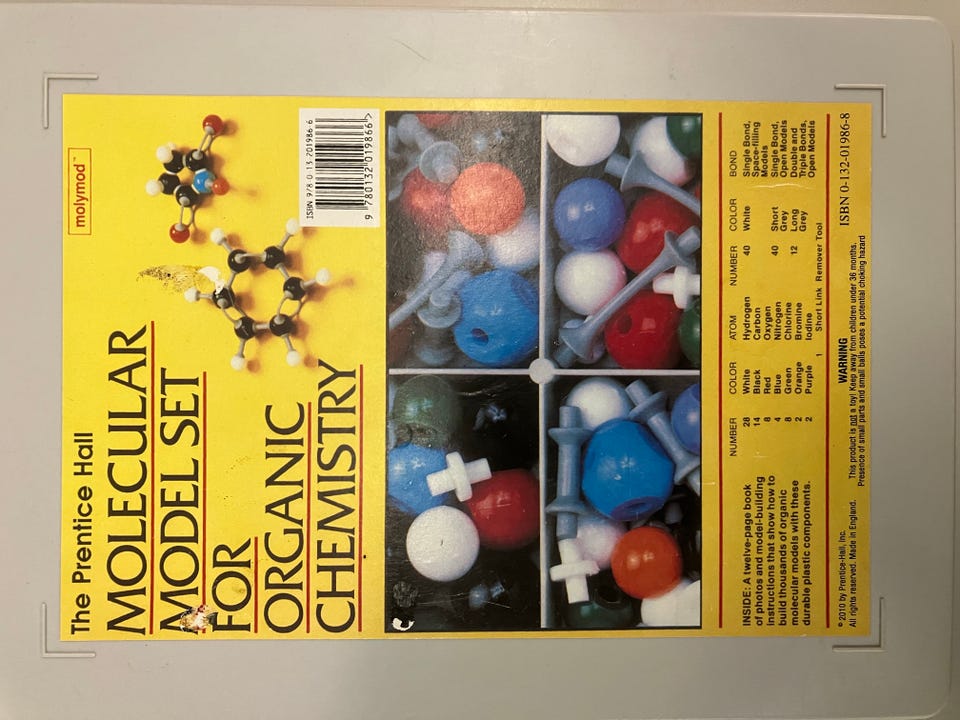 The Prentice Hall
MOLECULAR
MODEL SET
FOR
ORGANIC
CHEMISTRY
molymod™
ISBN 978-0-13-201986-6
9 780132 019866
INSIDE: A twelve-page book
of photos and model-building
instructions that show how to
build thousands of organic
molecular models with these
durable plastic components.
NUMBER COLOR ATOM NUMBER COLOR BOND
28 White Hydrogen 40 White Single Bond,
14 Black Carbon Space-filling
8 Red Oxygen Models
4 Blue Nitrogen 40 Short Single Bond,
8 Green Chlorine Grey Open Models
2 Orange Bromine 12 Long Double and
2 Purple Iodine Grey Triple Bonds,
Open Models
1 Short Link Remover Tool
© 2010 by Prentice-Hall, Inc.
All rights reserved. Made in England.
WARNING
This product is not a toy! Keep away from children under 36 months.
Presence of small parts and small balls poses a potential choking hazard
ISBN 0-132-01986-8